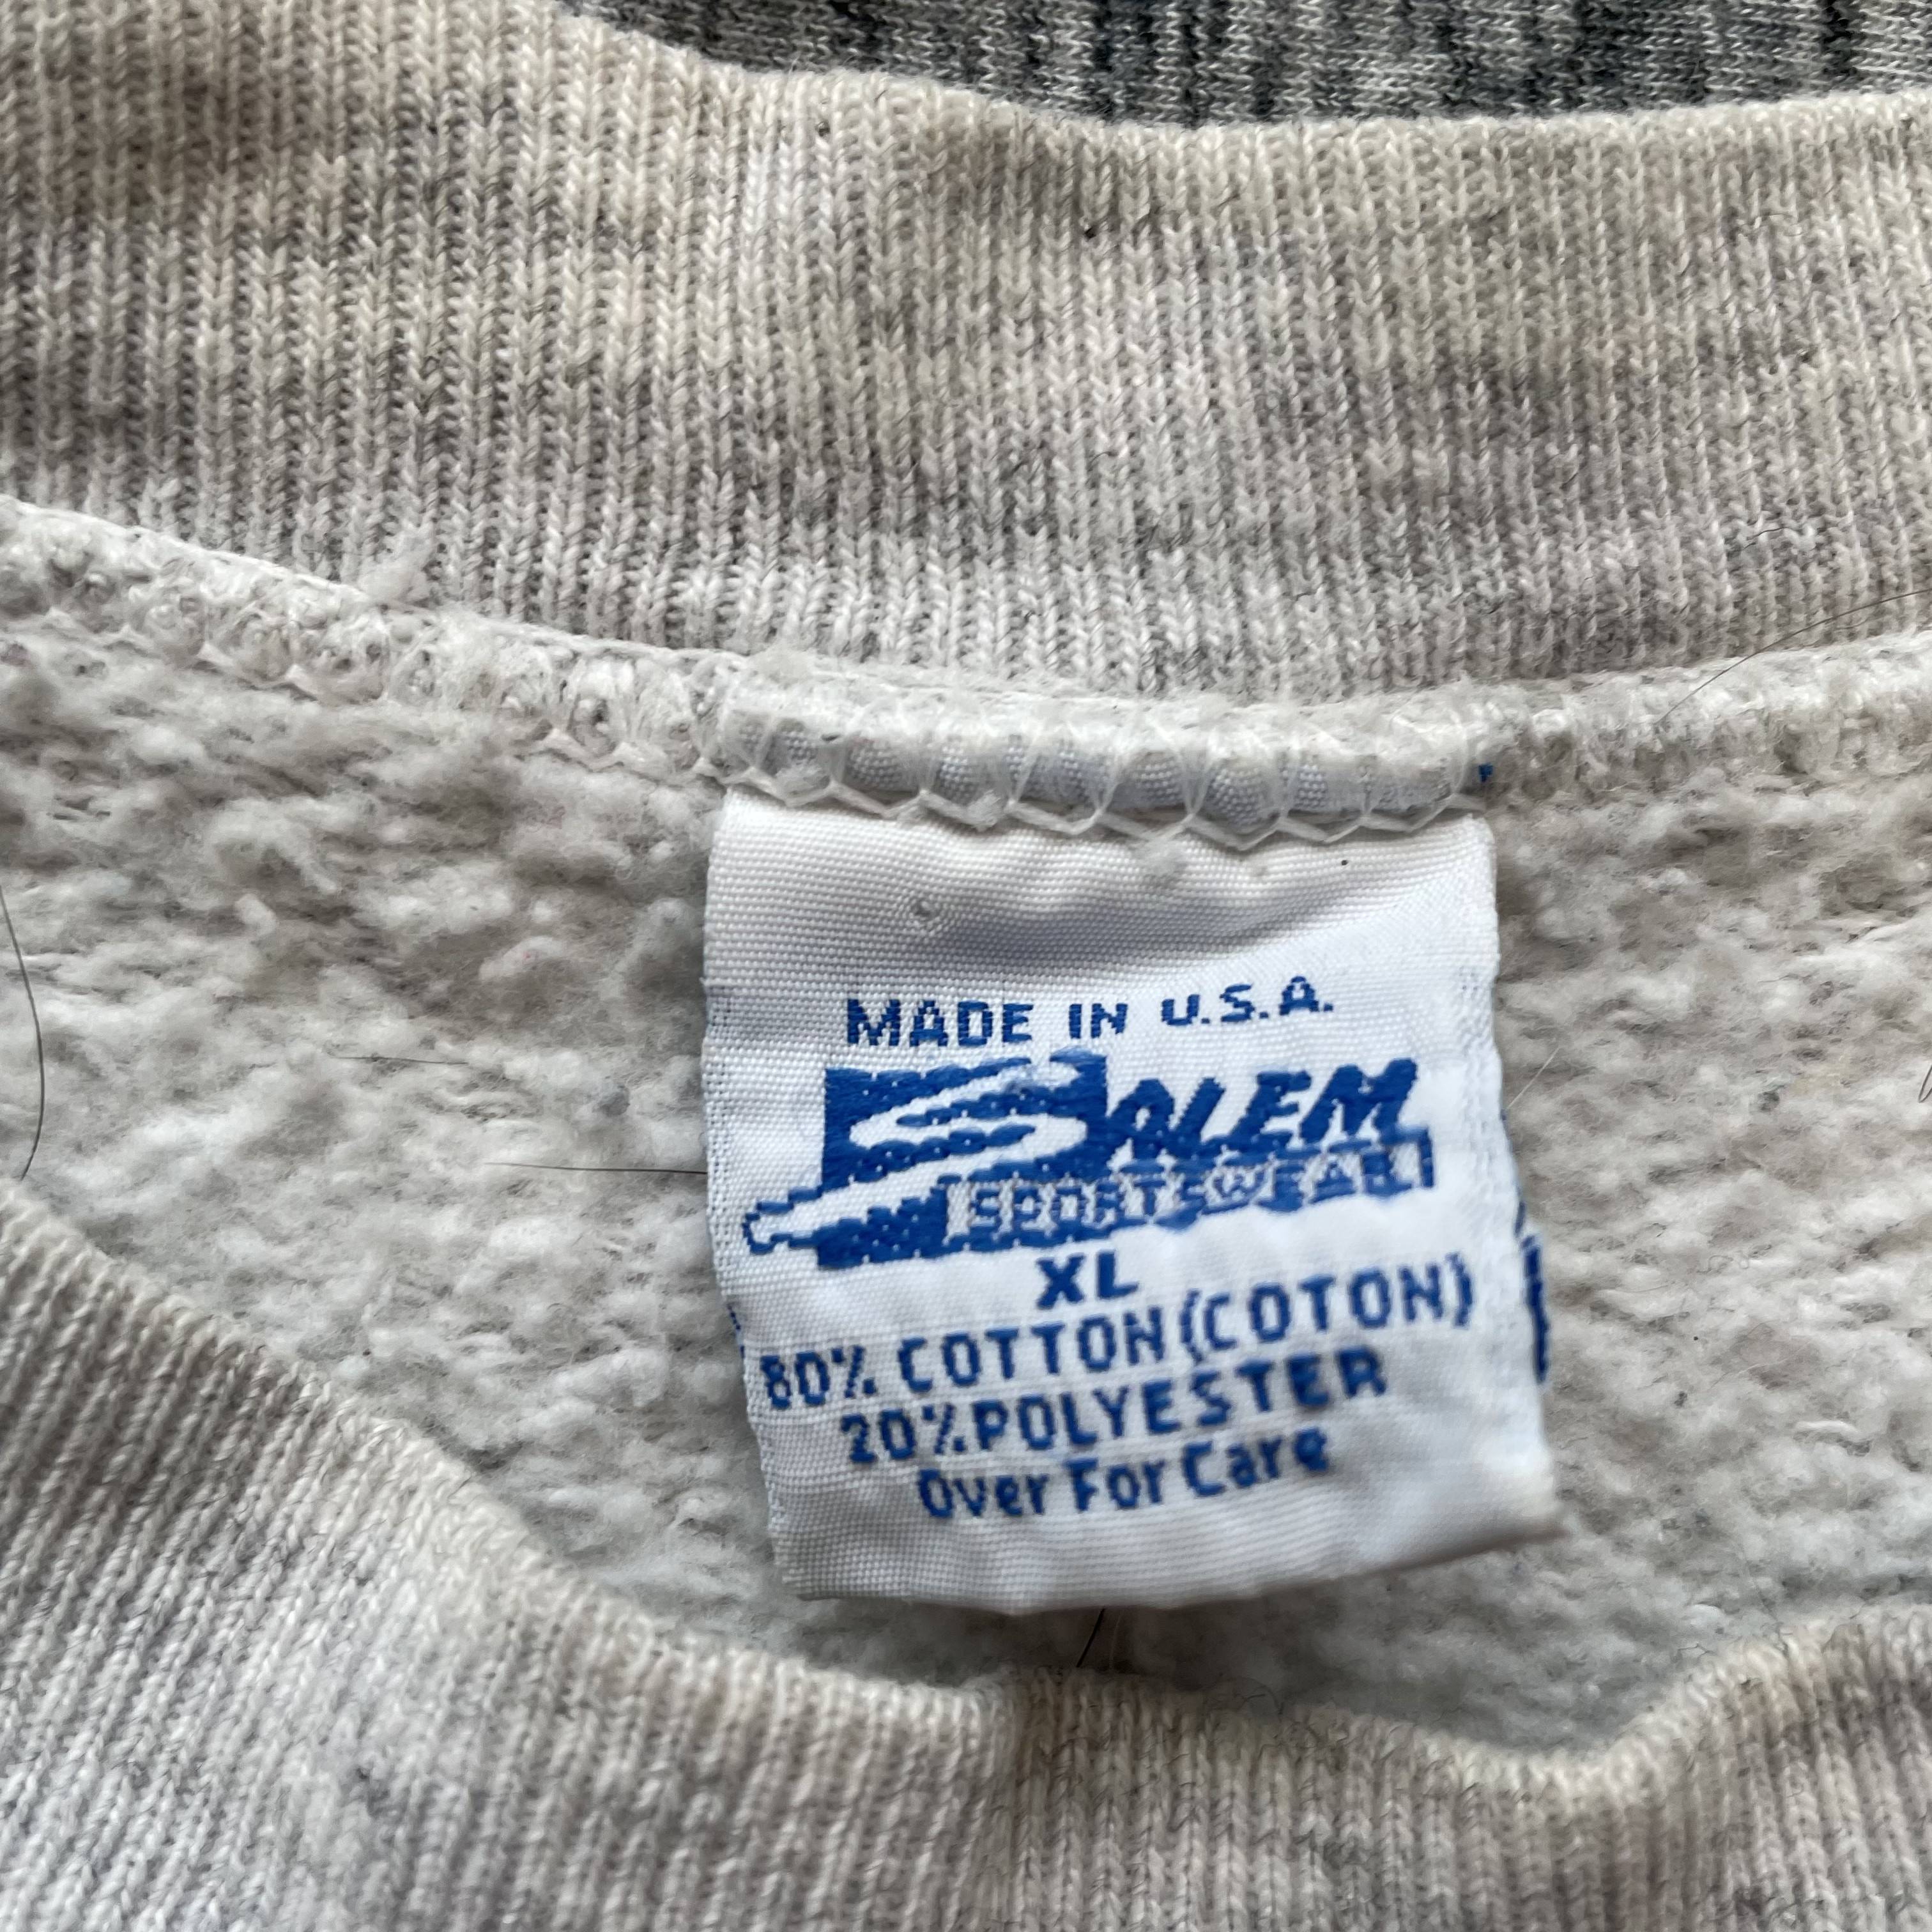 MADE IN U.S.A.
SALEM
SPORTSWEAR
XL
80% COTTON (COTON)
20% POLYESTER
Over For Care